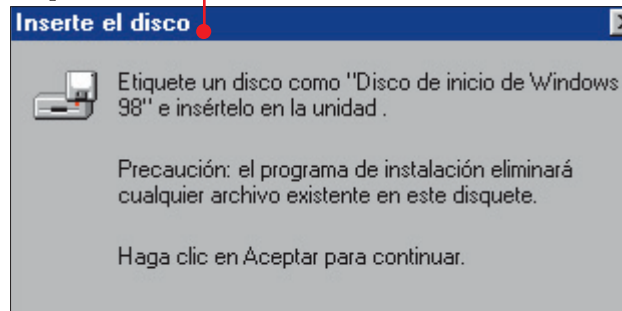 Inserte el disco
Etiquete un disco como "Disco de inicio de Windows
98" e insértelo en la unidad .
Precaución: el programa de instalación eliminará
cualquier archivo existente en este disquete.
Haga clic en Aceptar para continuar.